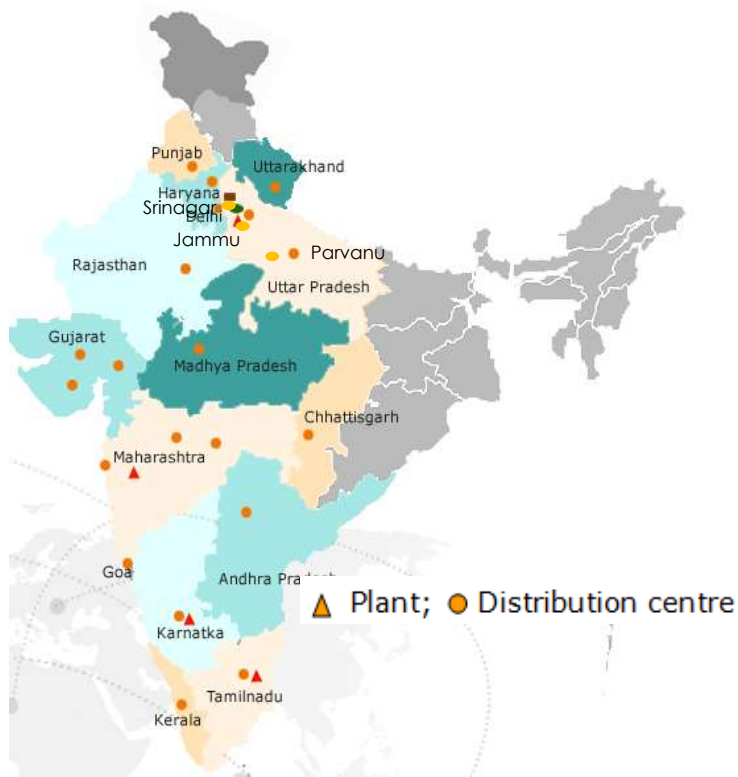 Punjab
Uttarakhand
Haryana
Srinagar
Delhi
Jammu
Parvanu
Rajasthan
Uttar Pradesh
Gujarat
Madhya Pradesh
Chhattisgarh
Maharashtra
Goa
Andhra Pradesh
Plant; Distribution centre
Karnatka
Tamilnadu
Kerala